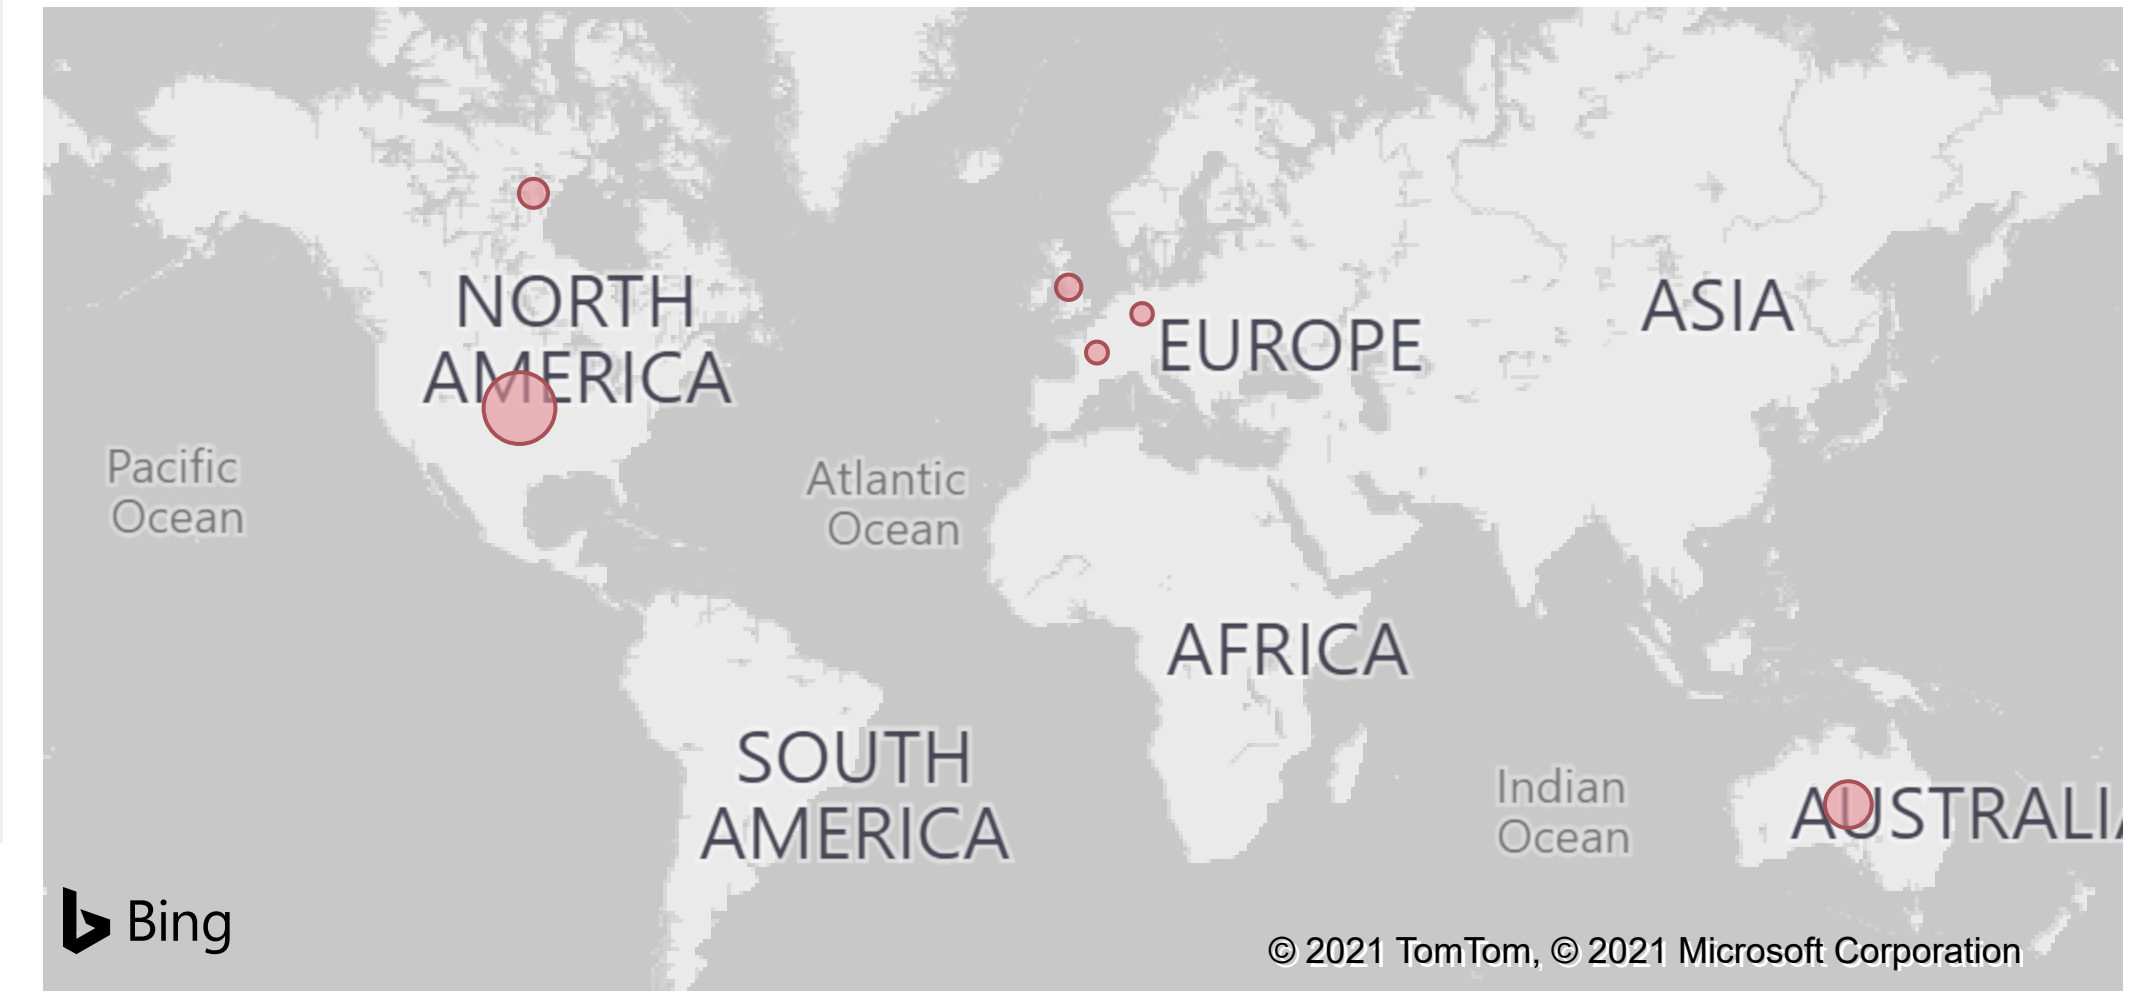 NORTH
AMERICA
EUROPE
ASIA
Pacific
Ocean
Atlantic
Ocean
AFRICA
SOUTH
AMERICA
Indian
Ocean
AUSTRALIA
Bing
© 2021 TomTom, © 2021 Microsoft Corporation